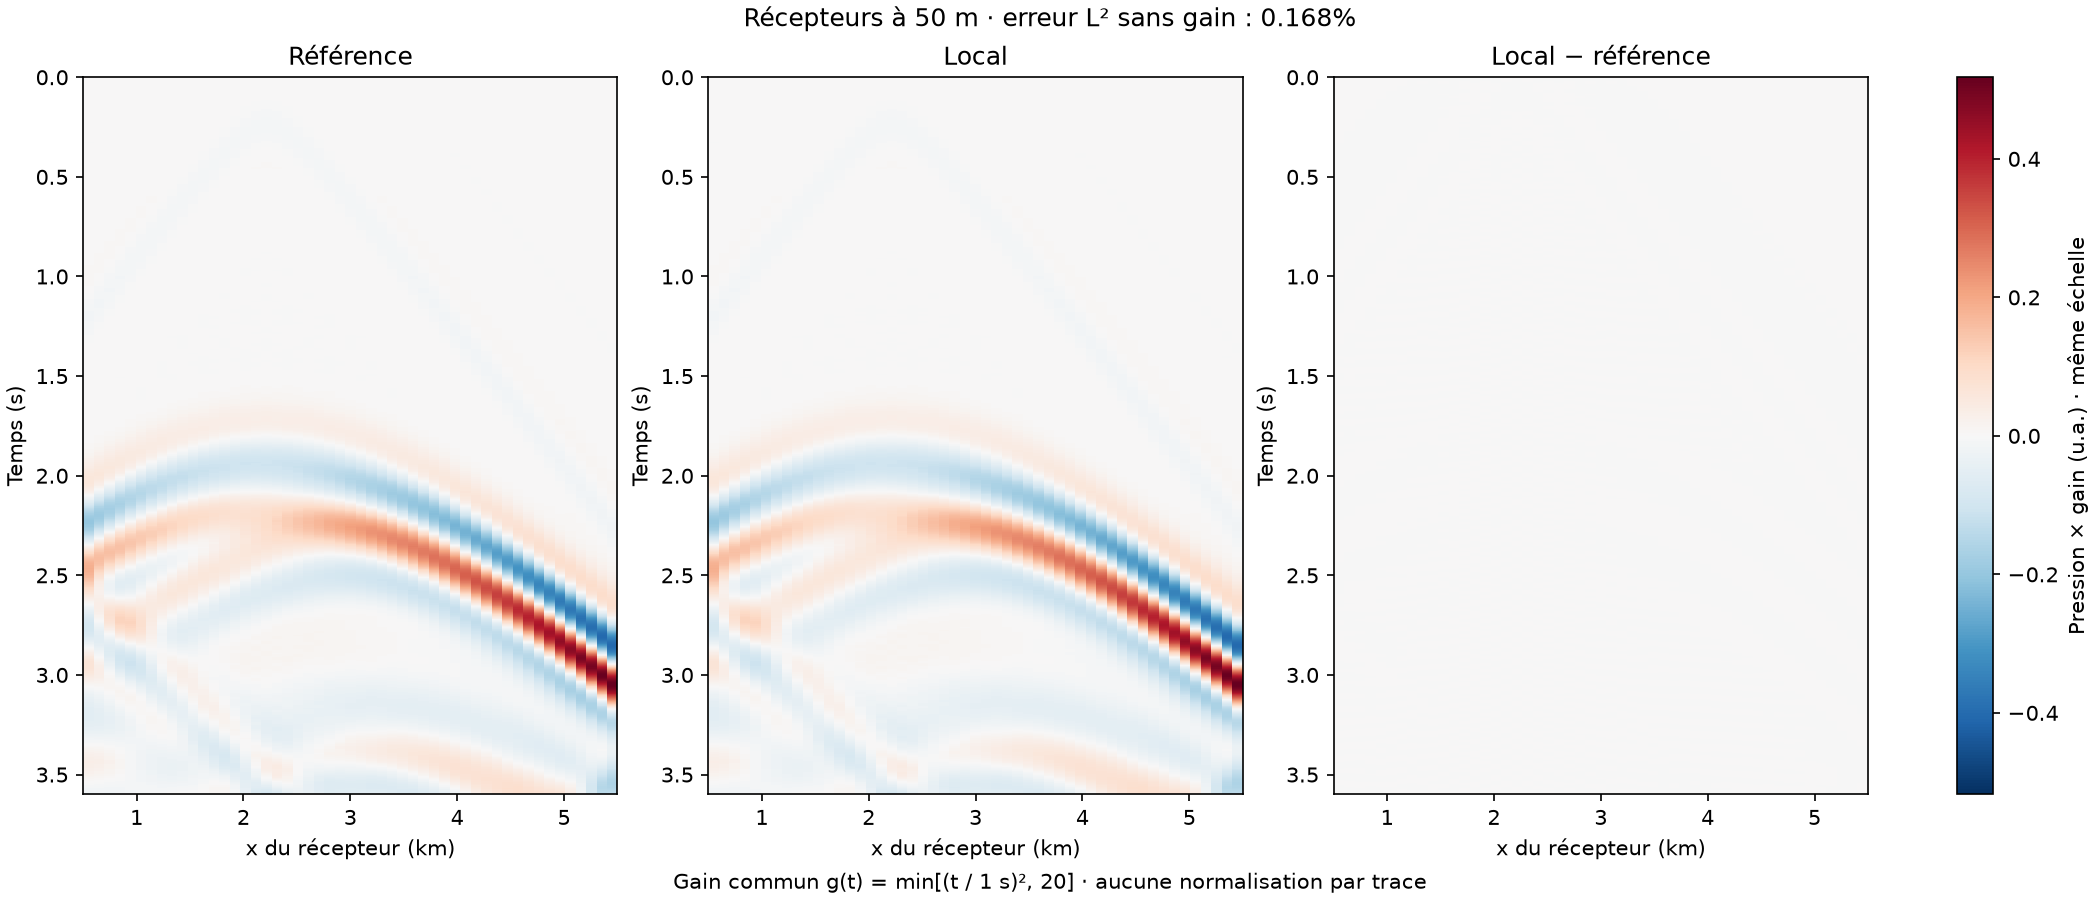 Récepteurs à 50 m · erreur L² sans gain : 0.168%
Référence
Local
Local − référence
0.0
0.5
1.0
1.5
2.0
2.5
3.0
3.5
Temps (s)
1 2 3 4 5
x du récepteur (km)
0.0
0.5
1.0
1.5
2.0
2.5
3.0
3.5
Temps (s)
1 2 3 4 5
x du récepteur (km)
0.0
0.5
1.0
1.5
2.0
2.5
3.0
3.5
Temps (s)
1 2 3 4 5
x du récepteur (km)
0.4
0.2
0.0
−0.2
−0.4
Pression × gain (u.a.) · même échelle
Gain commun g(t) = min[(t / 1 s)², 20] · aucune normalisation par trace